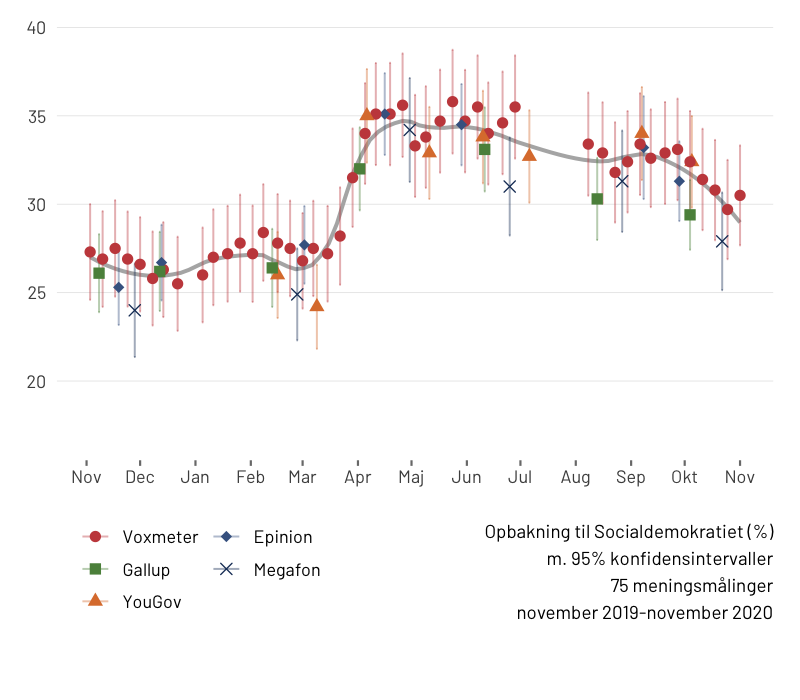 40
35
30
25
20
Nov Dec Jan Feb Mar Apr Maj Jun Jul Aug Sep Okt Nov
Voxmeter Epinion
Gallup Megafon
YouGov
Opbakning til Socialdemokratiet (%)
m. 95% konfidensintervaller
75 meningsmålinger
november 2019-november 2020